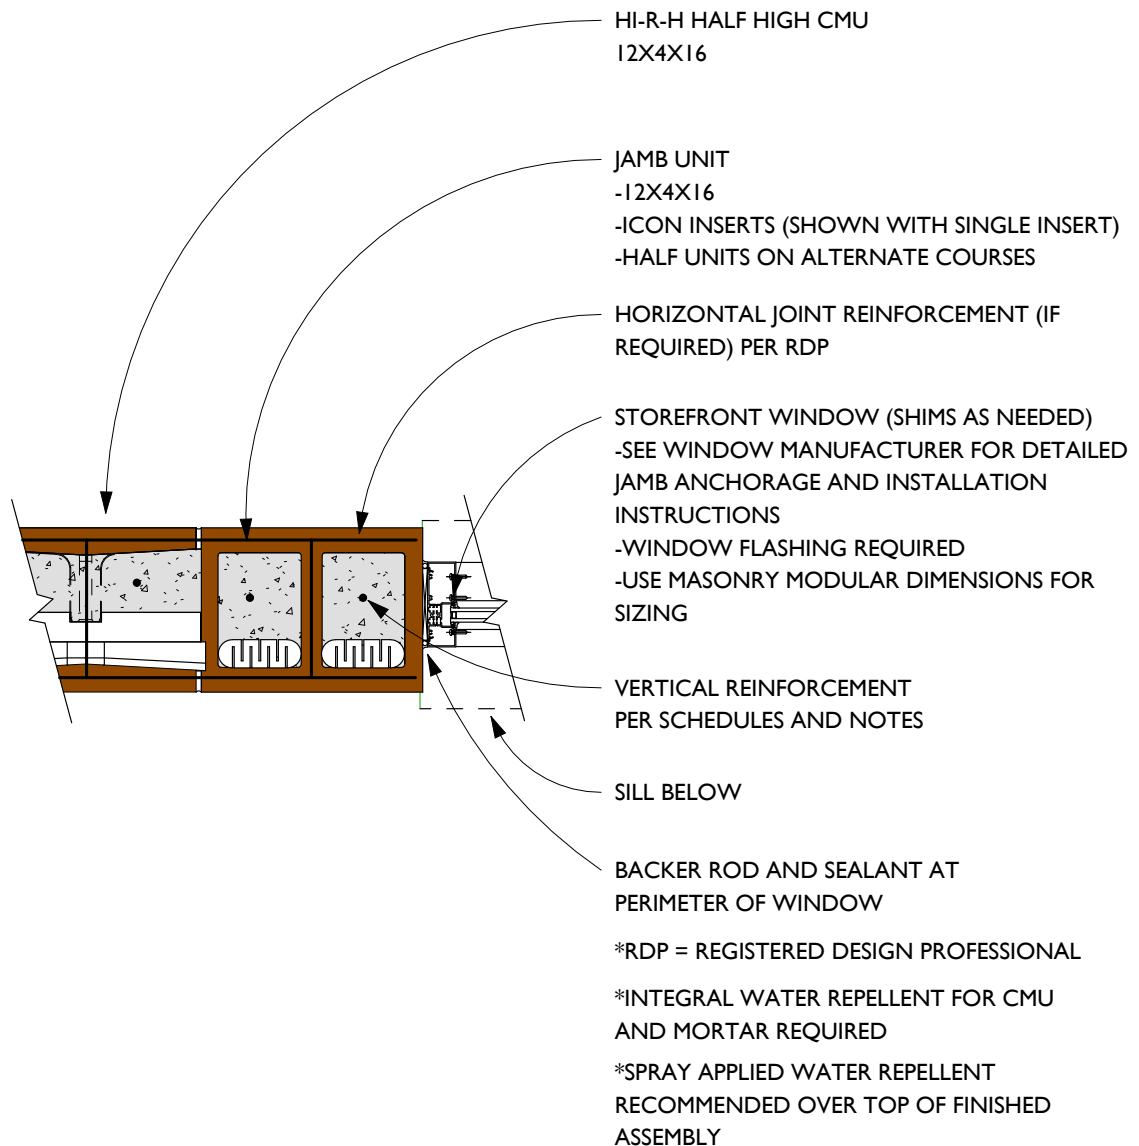 HI-R-H HALF HIGH CMU
12X4X16
JAMB UNIT
-12X4X16
-ICON INSERTS (SHOWN WITH SINGLE INSERT)
-HALF UNITS ON ALTERNATE COURSES
HORIZONTAL JOINT REINFORCEMENT (IF
REQUIRED) PER RDP
STOREFRONT WINDOW (SHIMS AS NEEDED)
-SEE WINDOW MANUFACTURER FOR DETAILED
JAMB ANCHORAGE AND INSTALLATION
INSTRUCTIONS
-WINDOW FLASHING REQUIRED
-USE MASONRY MODULAR DIMENSIONS FOR
SIZING
VERTICAL REINFORCEMENT
PER SCHEDULES AND NOTES
SILL BELOW
BACKER ROD AND SEALANT AT
PERIMETER OF WINDOW
*RDP = REGISTERED DESIGN PROFESSIONAL
*INTEGRAL WATER REPELLENT FOR CMU
AND MORTAR REQUIRED
*SPRAY APPLIED WATER REPELLENT
RECOMMENDED OVER TOP OF FINISHED
ASSEMBLY